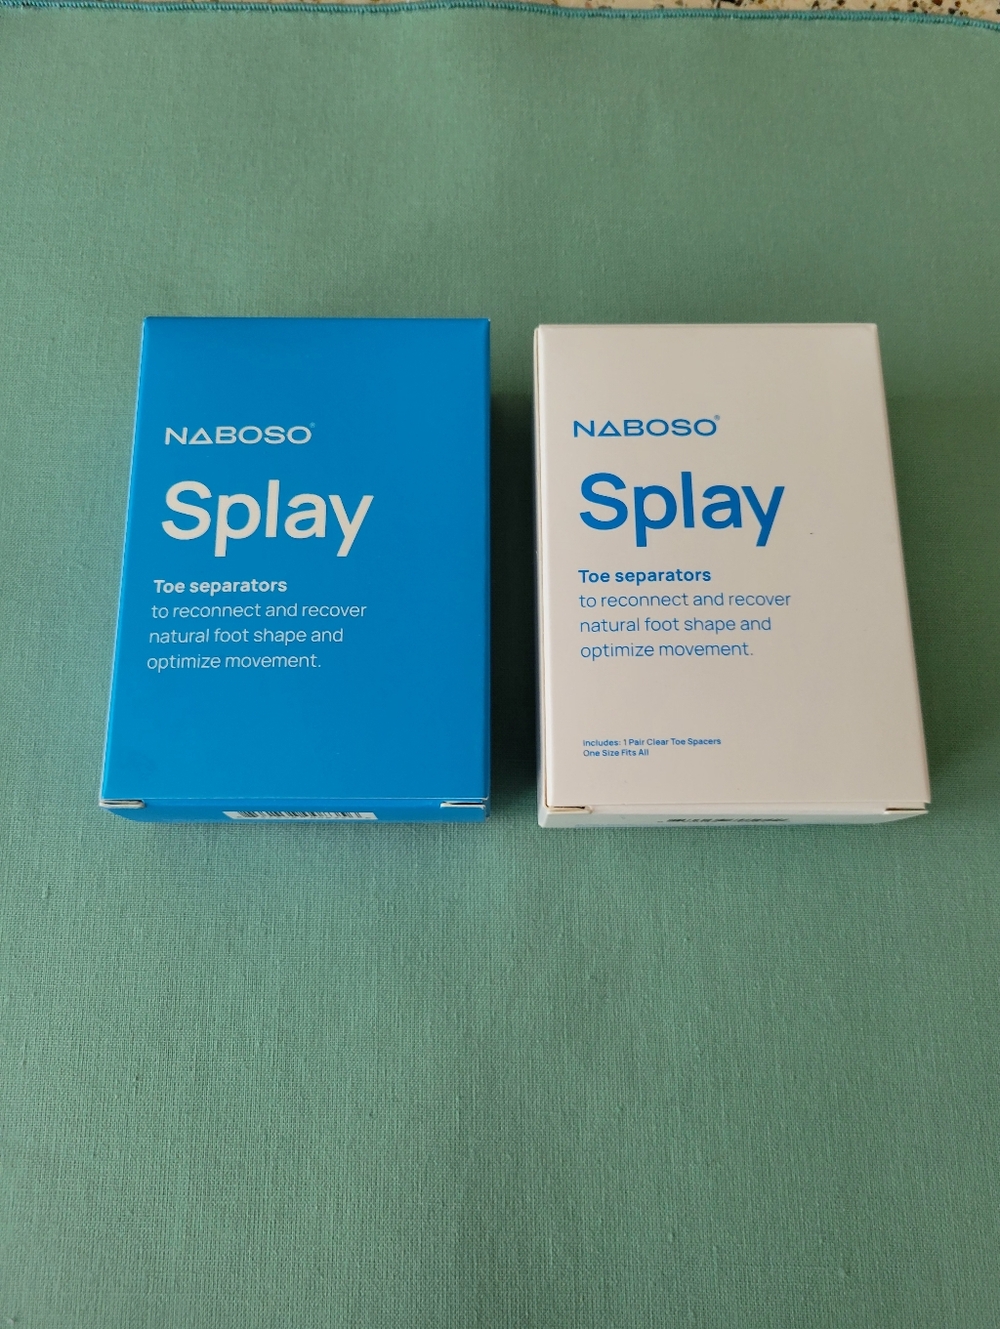 NABOSO®
Splay
Toe separators
to reconnect and recover
natural foot shape and
optimize movement.
NABOSO®
Splay
Toe separators
to reconnect and recover
natural foot shape and
optimize movement.
Includes: 1 Pair Clear Toe Spacers
One Size Fits All